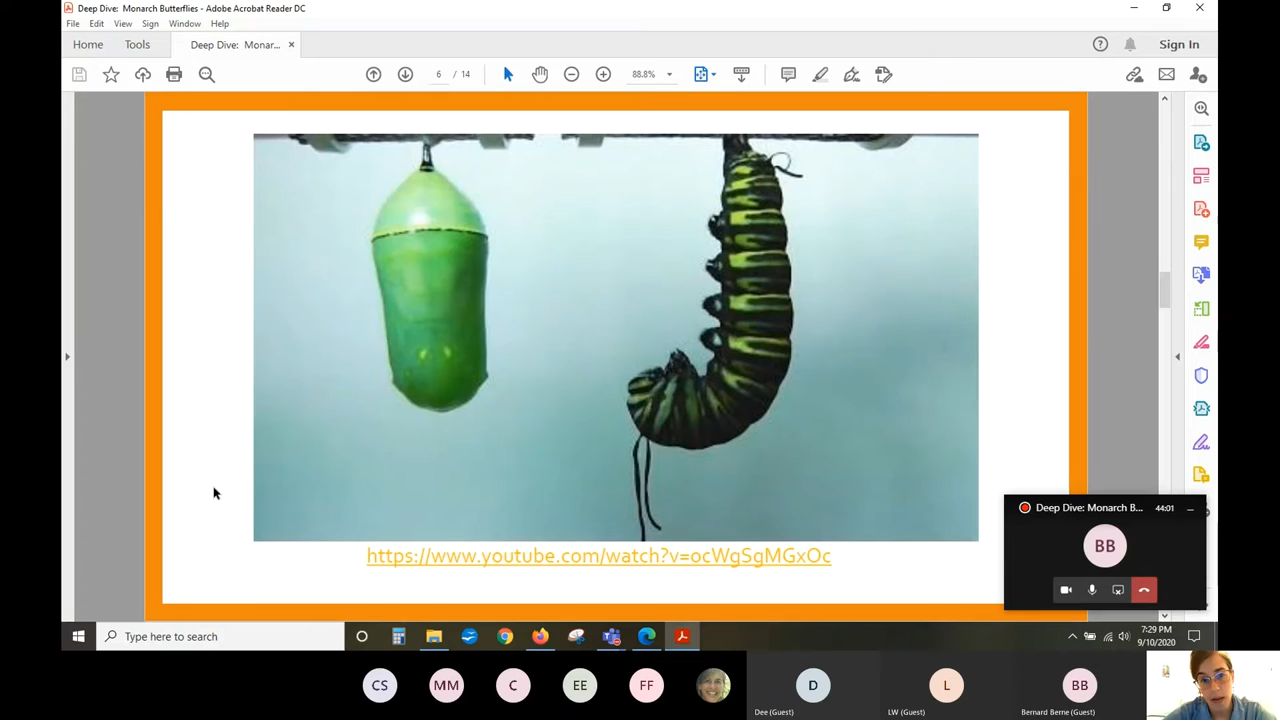 Deep Dive: Monarch Butterflies - Adobe Acrobat Reader DC
File Edit View Sign Window Help
Home Tools Deep Dive: Monar... Sign In
6 / 14 88.8%
https://www.youtube.com/watch?v=ocWgSgMGxOc
Deep Dive: Monarch B... 44:01
BB
Type here to search
7:29 PM
9/10/2020
CS MM C EE FF D L BB
Dee (Guest) LW (Guest) Bernard Berne (Guest)